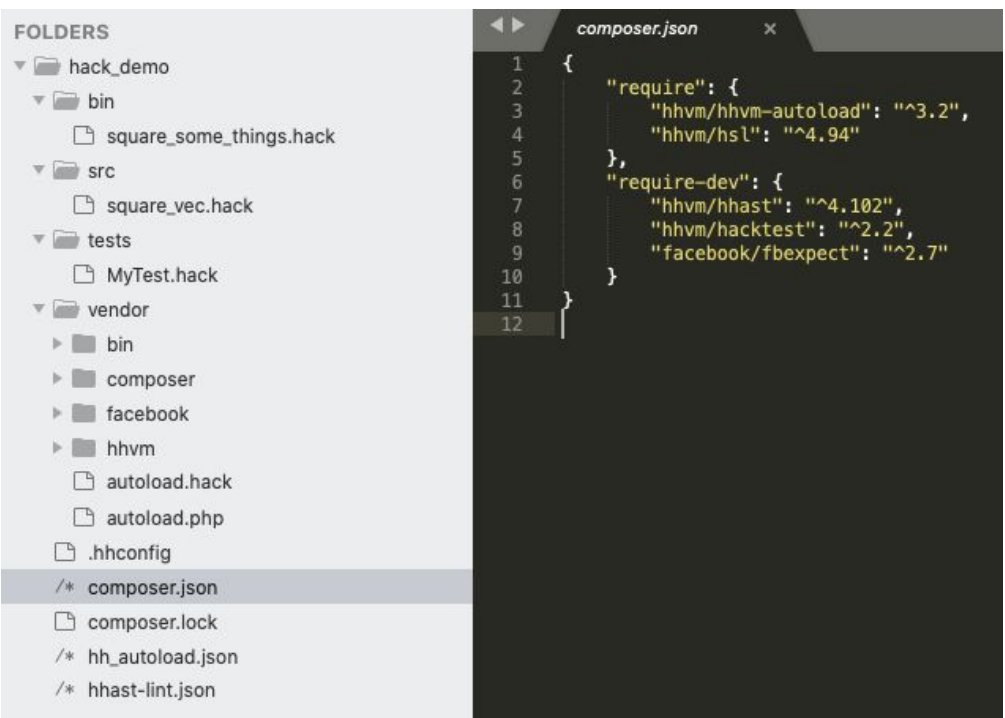 FOLDERS
hack_demo
bin
square_some_things.hack
src
square_vec.hack
tests
MyTest.hack
vendor
bin
composer
facebook
hhvm
autoload.hack
autoload.php
.hhconfig
/* composer.json
composer.lock
/* hh_autoload.json
/* hhast-lint.json
composer.json ×
1 {
2 "require": {
3 "hhvm/hhvm-autoload": "^3.2",
4 "hhvm/hsl": "^4.94"
5 },
6 "require-dev": {
7 "hhvm/hhast": "^4.102",
8 "hhvm/hacktest": "^2.2",
9 "facebook/fbexpect": "^2.7"
10 }
11 }
12